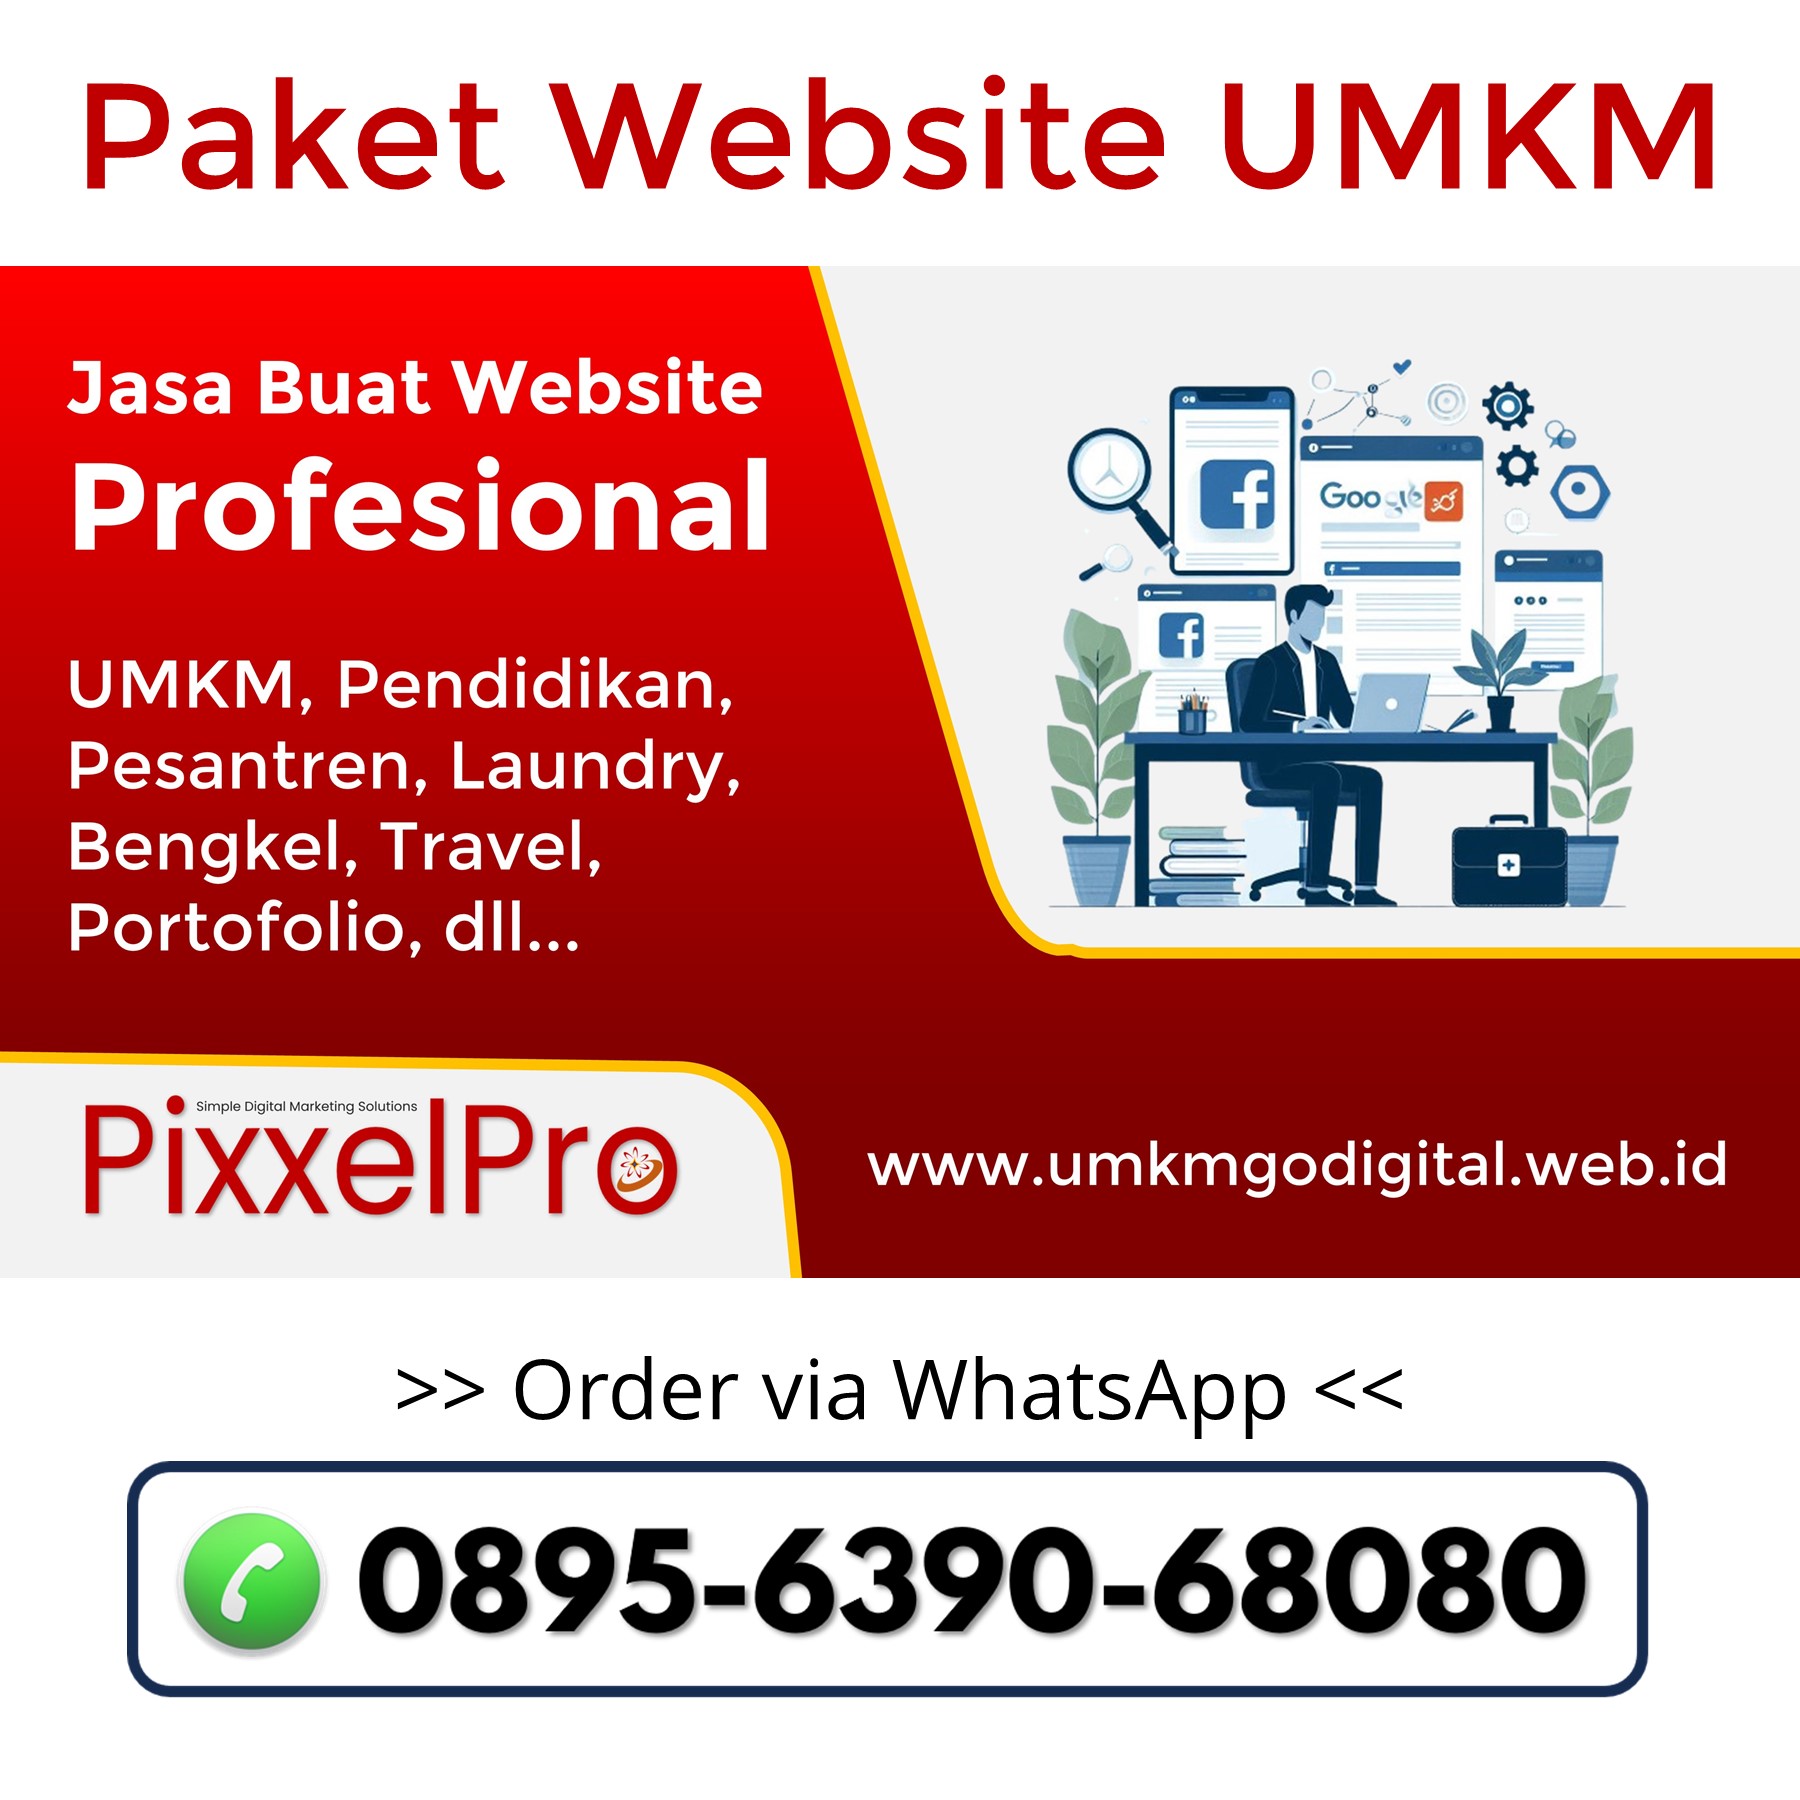 Paket Website UMKM
Jasa Buat Website
Profesional
UMKM, Pendidikan,
Pesantren, Laundry,
Bengkel, Travel,
Portofolio, dll...
Google
Simple Digital Marketing Solutions
PixxelPro
www.umkmgodigital.web.id
>> Order via WhatsApp <<
0895-6390-68080